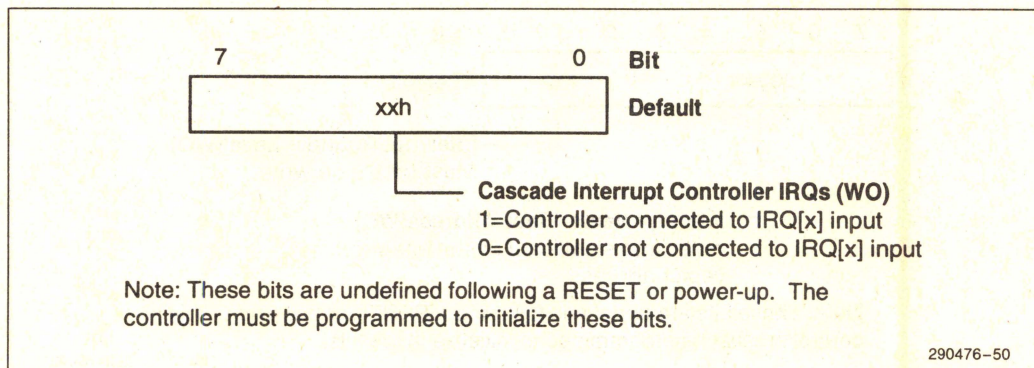 7 0 Bit
xxh Default
Cascade Interrupt Controller IRQs (WO)
1=Controller connected to IRQ[x] input
0=Controller not connected to IRQ[x] input
Note: These bits are undefined following a RESET or power-up. The
controller must be programmed to initialize these bits.
290476–50